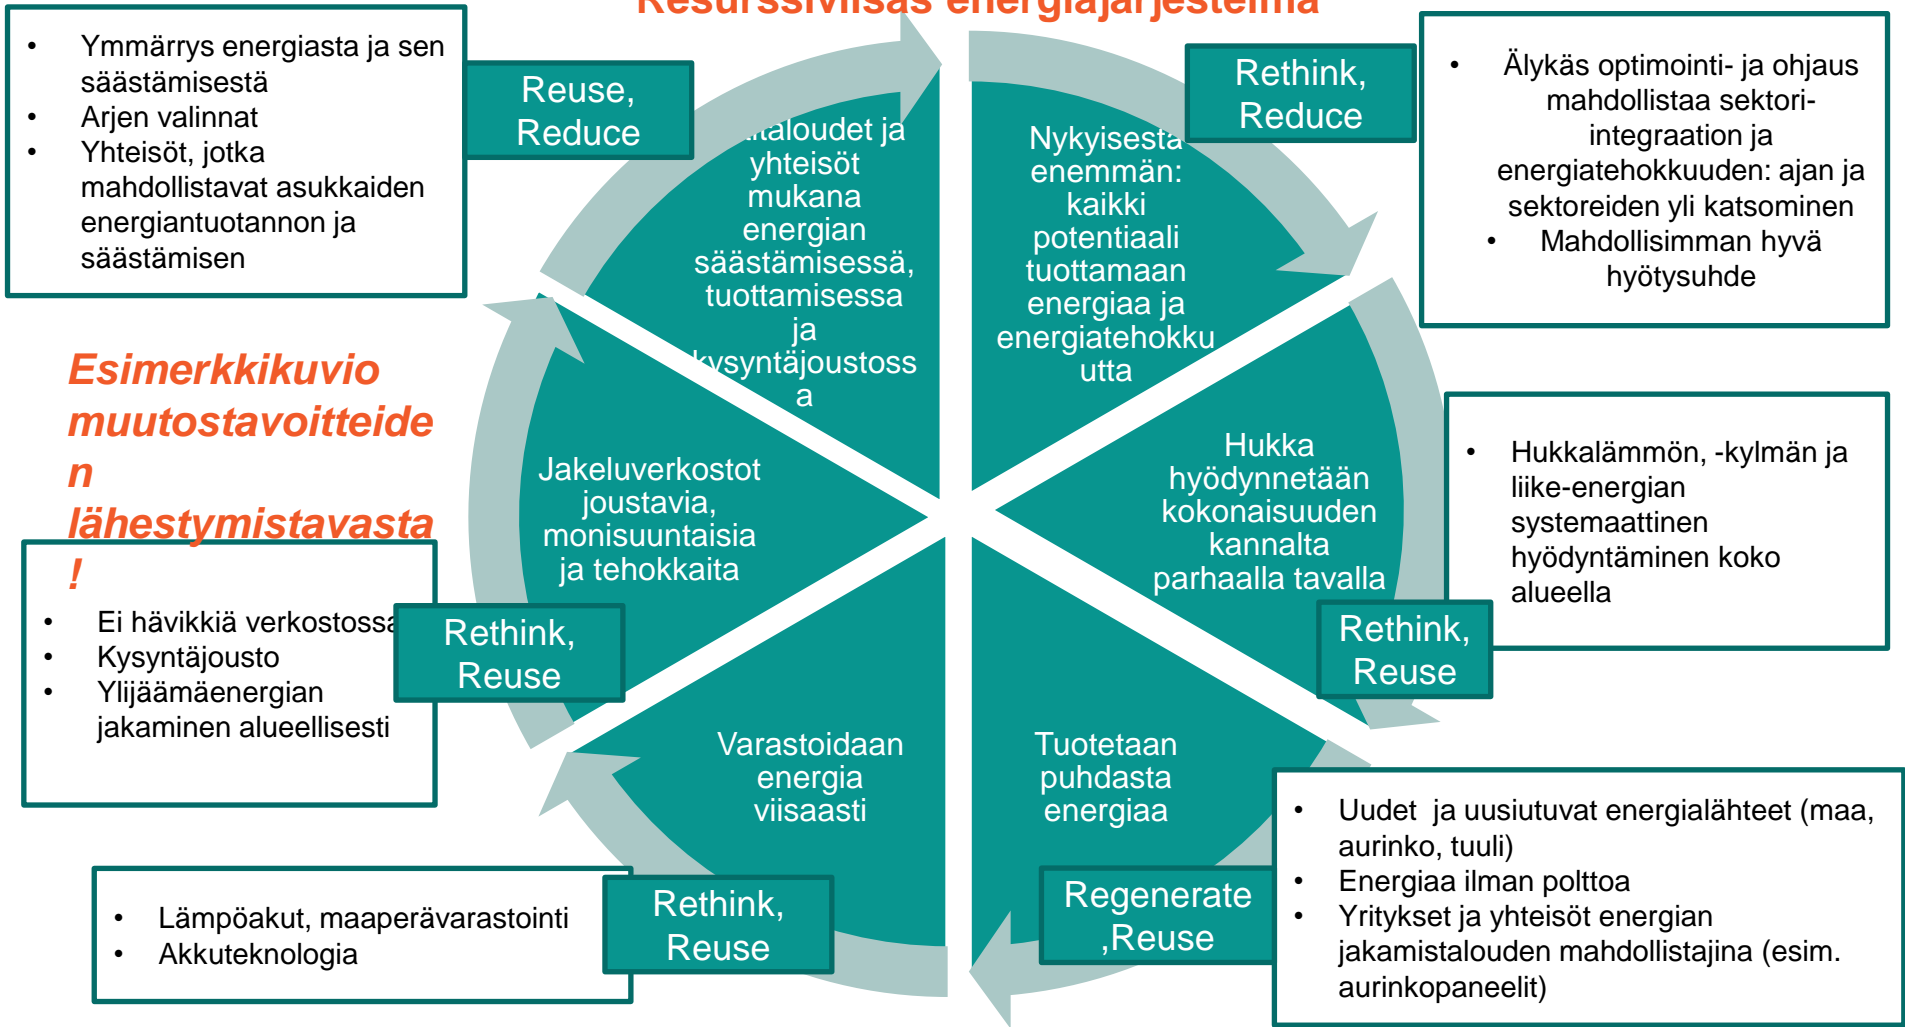 Resurssiviisas energiajärjestelmä
• Ymmärrys energiasta ja sen
säästämisestä
• Arjen valinnat
• Yhteisöt, jotka
mahdollistavat asukkaiden
energiantuotannon ja
säästämisen
Reuse,
Reduce
yhteisöt
mukana
energian
säästämisessä,
tuottamisessa
ja
kysyntäjoustoss
a
Nykyisestä
enemmän:
kaikki
potentiaali
tuottamaan
energiaa ja
energiatehokku
utta
Rethink,
Reduce
• Älykäs optimointi- ja ohjaus
mahdollistaa sektori-
integraation ja
energiatehokkuuden: ajan ja
sektoreiden yli katsominen
• Mahdollisimman hyvä
hyötysuhde
Esimerkkikuvio
muutostavoitteide
n
lähestymistavasta
!
Jakeluverkostot
joustavia,
monisuuntaisia
ja tehokkaita
Hukka
hyödynnetään
kokonaisuuden
kannalta
parhaalla tavalla
• Hukkalämmön, -kylmän ja
liike-energian
systemaattinen
hyödyntäminen koko
alueella
• Ei hävikkiä verkostossa
• Kysyntäjousto
• Ylijäämäenergian
jakaminen alueellisesti
Rethink,
Reuse
Rethink,
Reuse
Varastoidaan
energia
viisaasti
Tuotetaan
puhdasta
energiaa
• Lämpöakut, maaperävarastointi
• Akkuteknologia
Rethink,
Reuse
Regenerate
,Reuse
• Uudet ja uusiutuvat energialähteet (maa,
aurinko, tuuli)
• Energiaa ilman polttoa
• Yritykset ja yhteisöt energian
jakamistalouden mahdollistajina (esim.
aurinkopaneelit)